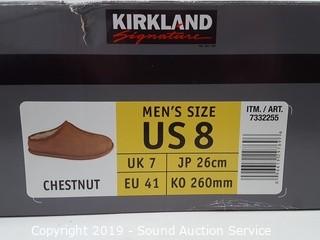 KIRKLAND
Signature
MEN'S SIZE
US 8
UK 7 JP 26cm
EU 41 KO 260mm
CHESTNUT
ITM. / ART.
7332255
Copyright 2019 - Sound Auction Service